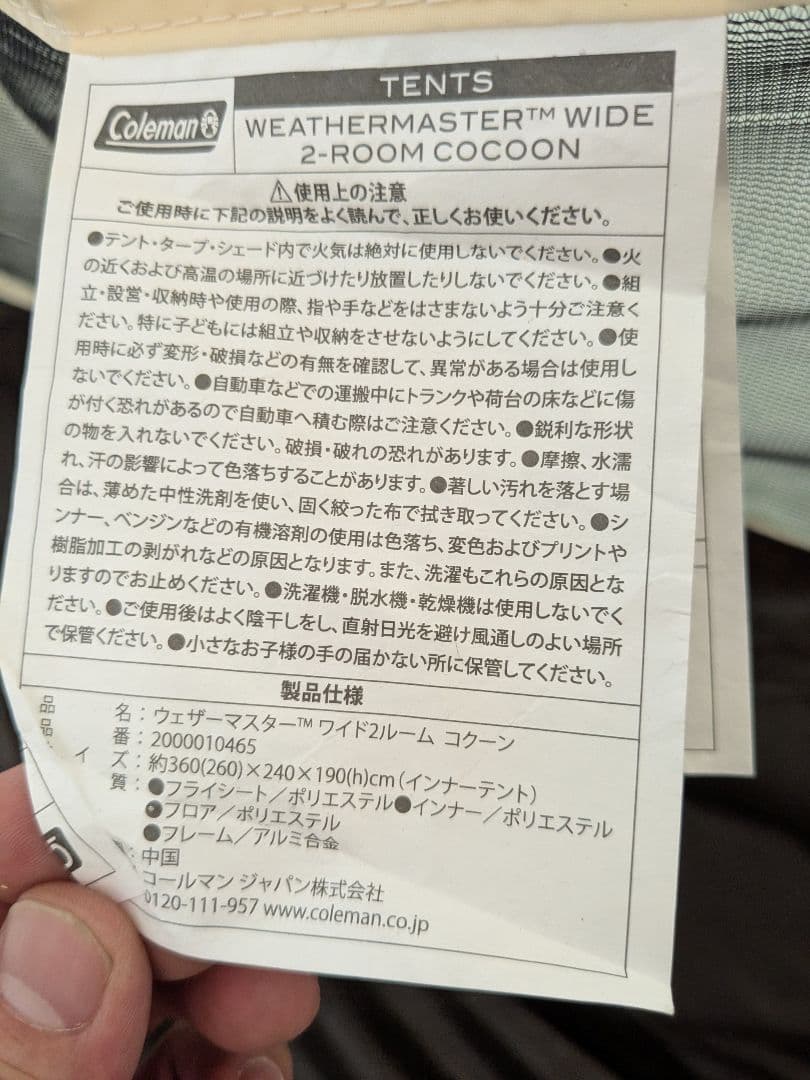 TENTS
Coleman
WEATHERMASTER™ WIDE
2-ROOM COCOON
⚠使用上の注意
ご使用時に下記の説明をよく読んで、正しくお使いください。
●テント・タープ・シェード内で火気は絶対に使用しないでください。●火
の近くおよび高温の場所に近づけたり放置したりしないでください。●組
立・設営・収納時や使用の際、指や手などをはさまないよう十分ご注意く
ださい。特に子どもには組立や収納をさせないようにしてください。●使
用時に必ず変形・破損などの有無を確認して、異常がある場合は使用し
ないでください。●自動車などでの運搬中にトランクや荷台の床などに傷
が付く恐れがあるので自動車へ積む際はご注意ください。●鋭利な形状
の物を入れないでください。破損・破れの恐れがあります。●摩擦、水濡
れ、汗の影響によって色落ちすることがあります。●著しい汚れを落とす場
合は、薄めた中性洗剤を使い、固く絞った布で拭き取ってください。●シ
ンナー、ベンジンなどの有機溶剤の使用は色落ち、変色およびプリントや
樹脂加工の剥がれなどの原因となります。また、洗濯もこれらの原因とな
りますのでお止めください。●洗濯機・脱水機・乾燥機は使用しないでく
ださい。●ご使用後はよく陰干しをし、直射日光を避け風通しのよい場所
で保管ください。●小さなお子様の手の届かない所に保管してください。
製品仕様
品名：ウェザーマスター™ ワイド2ルーム コクーン
品番：2000010465
イズ：約360(260)×240×190(h)cm（インナーテント）
質：●フライシート／ポリエステル●インナー／ポリエステル
●フロア／ポリエステル
●フレーム／アルミ合金
：中国
コールマン ジャパン株式会社
0120-111-957 www.coleman.co.jp